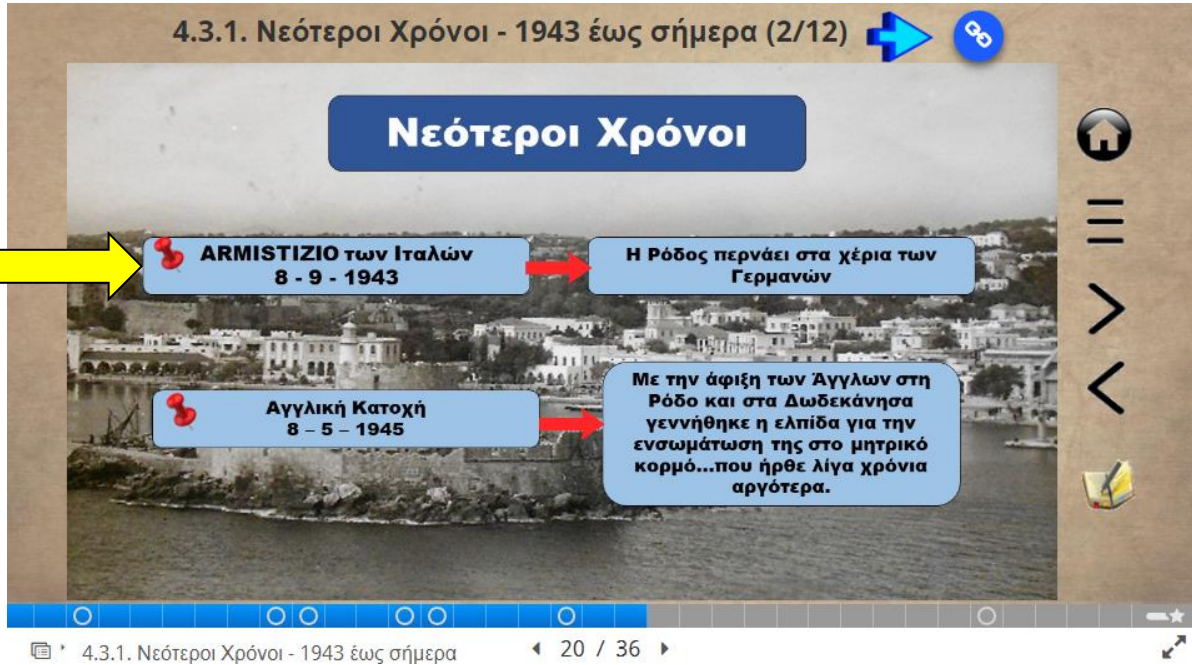 4.3.1. Νεότεροι Χρόνοι - 1943 έως σήμερα (2/12)
Νεότεροι Χρόνοι
ARMISTIZIO των Ιταλών
8 - 9 - 1943
Η Ρόδος περνάει στα χέρια των
Γερμανών
Αγγλική Κατοχή
8 – 5 – 1945
Με την άφιξη των Άγγλων στη
Ρόδο και στα Δωδεκάνησα
γεννήθηκε η ελπίδα για την
ενσωμάτωση της στο μητρικό
κορμό...που ήρθε λίγα χρόνια
αργότερα.
4.3.1. Νεότεροι Χρόνοι - 1943 έως σήμερα
20 / 36